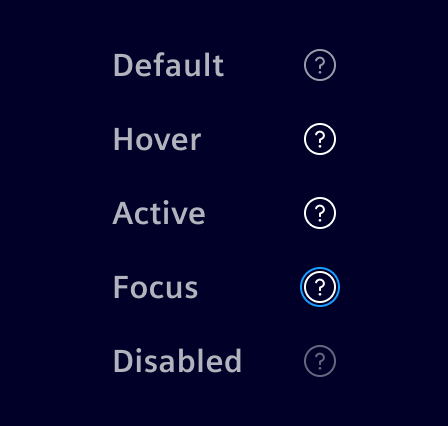 Default ?
Hover ?
Active ?
Focus ?
Disabled ?